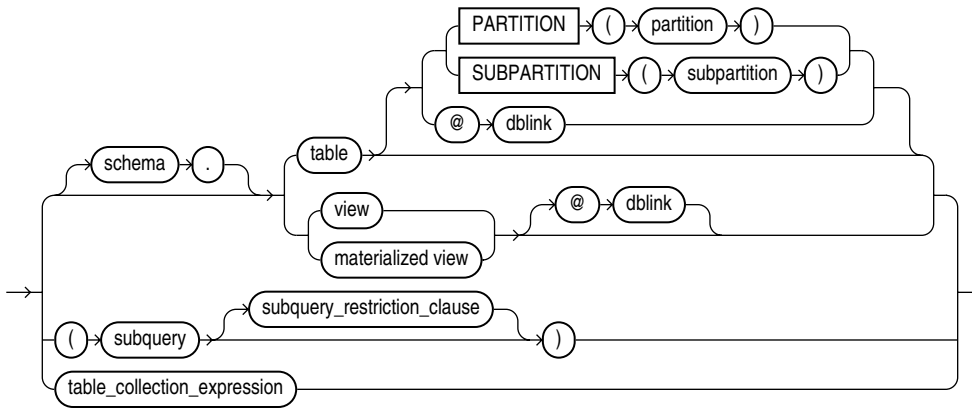 PARTITION ( partition )
SUBPARTITION ( subpartition )
@ dblink
schema . table
view @ dblink
materialized view
( subquery subquery_restriction_clause )
table_collection_expression